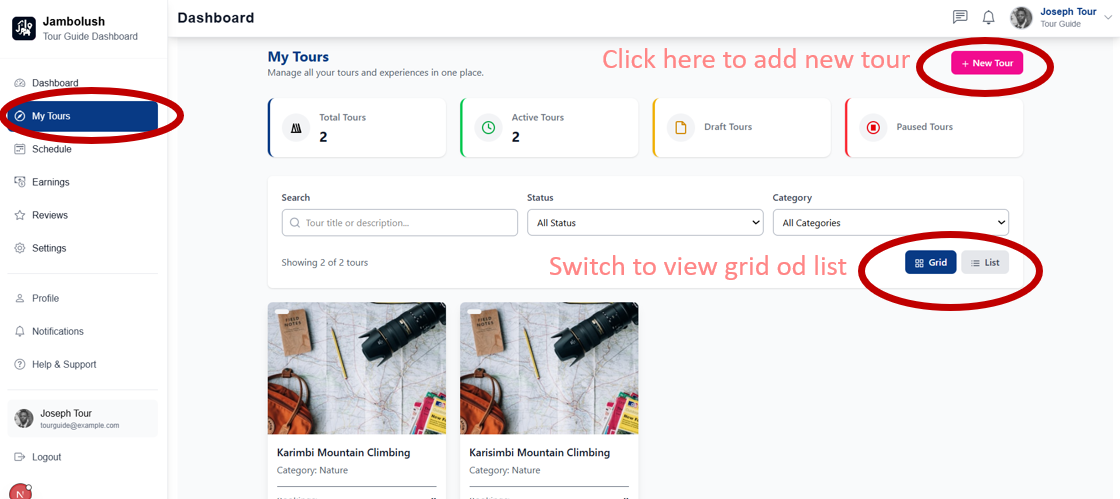 Jambolush
Tour Guide Dashboard
Dashboard
Joseph Tour
Tour Guide
Dashboard
My Tours
Schedule
Earnings
Reviews
Settings
Profile
Notifications
Help & Support
Joseph Tour
tourguide@example.com
Logout
N
My Tours
Manage all your tours and experiences in one place.
Click here to add new tour
+ New Tour
Total Tours
2
Active Tours
2
Draft Tours
Paused Tours
Search
Status
Category
Tour title or description...
All Status
All Categories
Showing 2 of 2 tours
Switch to view grid od list
Grid
List
FIELD NOTES
FIELD NOTES
Karimbi Mountain Climbing
Category: Nature
Karisimbi Mountain Climbing
Category: Nature